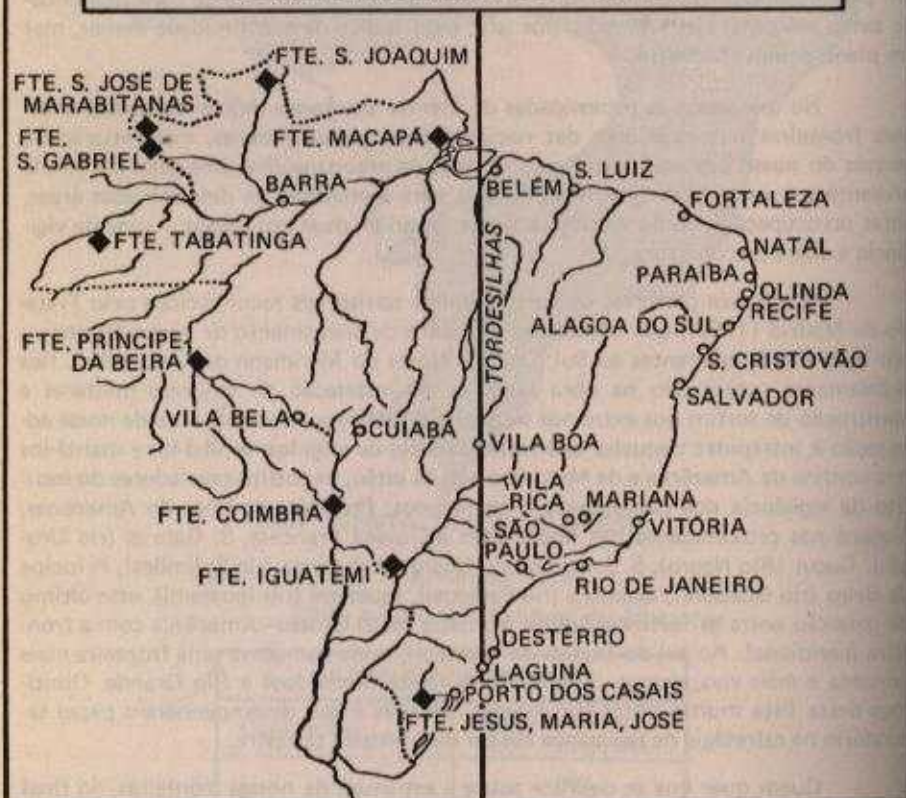 FTE. S. JOAQUIM
FTE. S. JOSÉ DE
MARABITANAS
FTE.
S. GABRIEL
FTE. MACAPÁ
BARRA
BELÉM
S. LUIZ
FORTALEZA
FTE. TABATINGA
NATAL
PARAIBA
OLINDA
RECIFE
TORDESILHAS
ALAGOA DO SUL
FTE. PRINCIPE
DA BEIRA
S. CRISTOVÃO
SALVADOR
VILA BELA
CUIABÁ
VILA BOA
VILA
RICA
MARIANA
FTE. COIMBRA
SÃO
PAULO
VITÓRIA
FTE. IGUATEMI
RIO DE JANEIRO
DESTÊRRO
LAGUNA
PORTO DOS CASAIS
FTE. JESUS, MARIA, JOSÉ